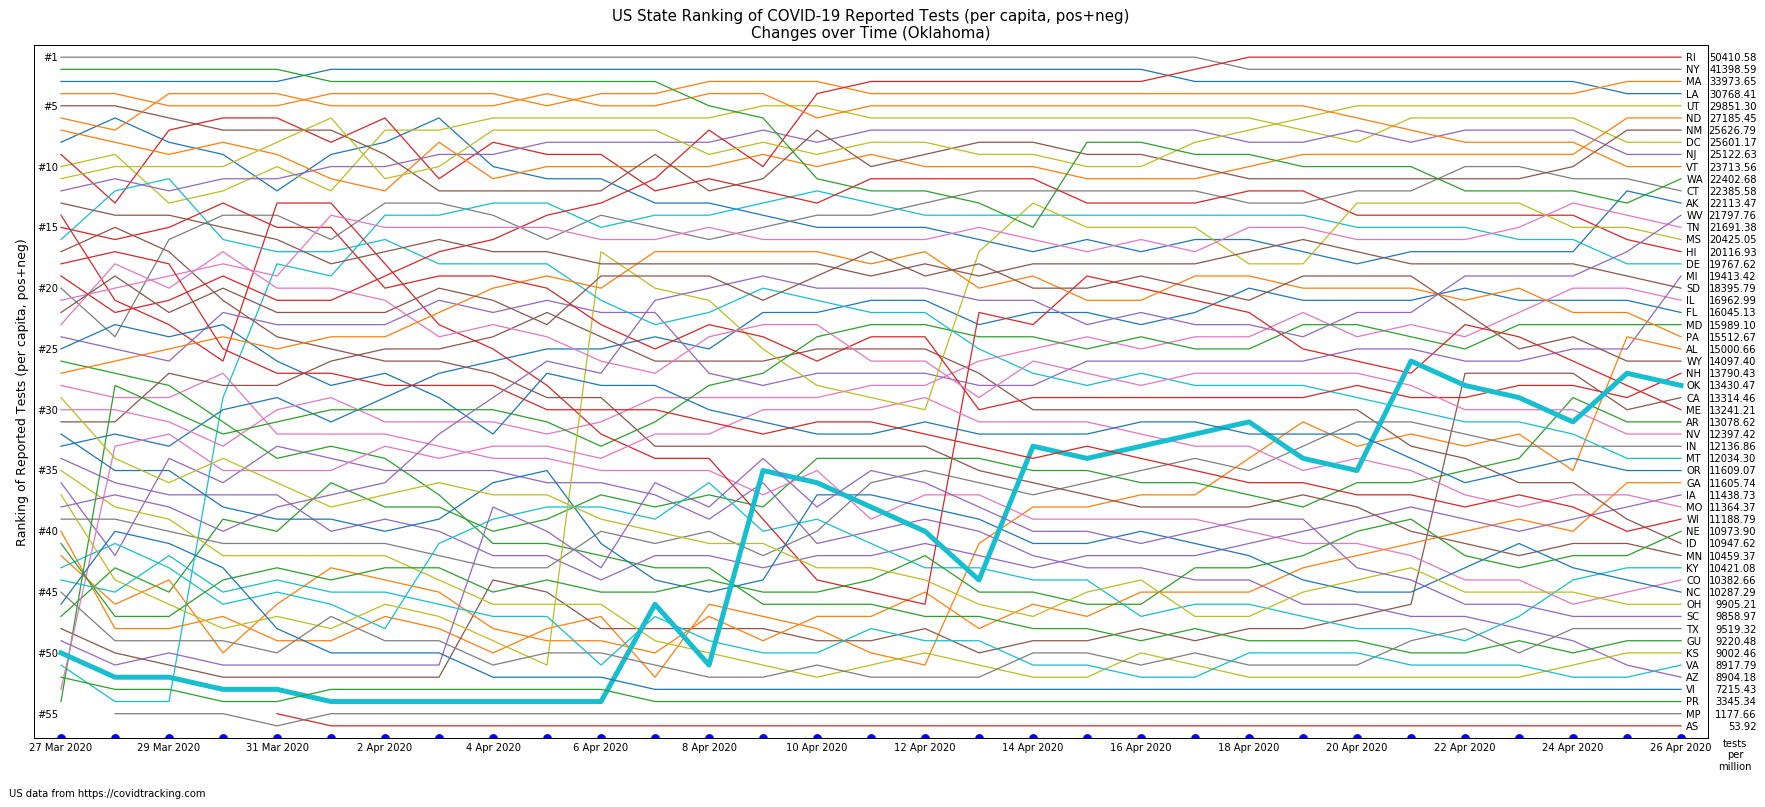 US State Ranking of COVID-19 Reported Tests (per capita, pos+neg)
Changes over Time (Oklahoma)
Ranking of Reported Tests (per capita, pos+neg)
#1
#5
#10
#15
#20
#25
#30
#35
#40
#45
#50
#55
RI 50410.58
NY 41398.59
MA 33973.65
LA 30768.41
UT 29851.30
ND 27185.45
NM 25626.79
DC 25601.17
NJ 25122.63
VT 23713.56
WA 22402.68
CT 22385.58
AK 22113.47
WV 21797.76
TN 21691.38
MS 20425.05
HI 20116.93
DE 19767.62
MI 19413.42
SD 18395.79
IL 16962.99
FL 16045.13
MD 15989.10
PA 15512.67
AL 15000.66
WY 14097.40
NH 13790.43
OK 13430.47
CA 13314.46
ME 13241.21
AR 13078.62
NV 12397.42
IN 12136.86
MT 12034.30
OR 11609.07
GA 11605.74
IA 11438.73
MO 11364.37
WI 11188.79
NE 10973.90
ID 10947.62
MN 10459.37
KY 10421.08
CO 10382.66
NC 10287.29
OH 9905.21
SC 9858.97
TX 9519.32
GU 9220.48
KS 9002.46
VA 8917.79
AZ 8904.18
VI 7215.43
PR 3345.34
MP 1177.66
AS 53.92
27 Mar 2020 29 Mar 2020 31 Mar 2020 2 Apr 2020 4 Apr 2020 6 Apr 2020 8 Apr 2020 10 Apr 2020 12 Apr 2020 14 Apr 2020 16 Apr 2020 18 Apr 2020 20 Apr 2020 22 Apr 2020 24 Apr 2020 26 Apr 2020
tests
per
million
US data from https://covidtracking.com